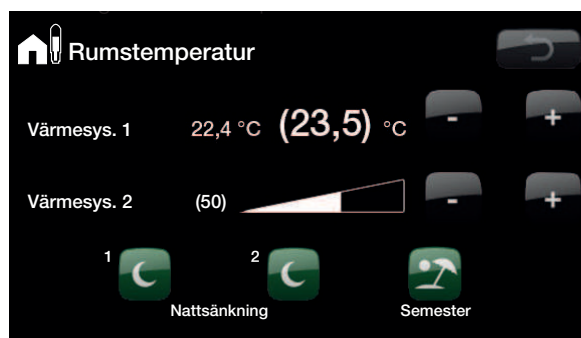 Rumstemperatur
Värmesys. 1 22,4 °C (23,5) °C - +
Värmesys. 2 (50) - +
1 2
Nattsänkning Semester